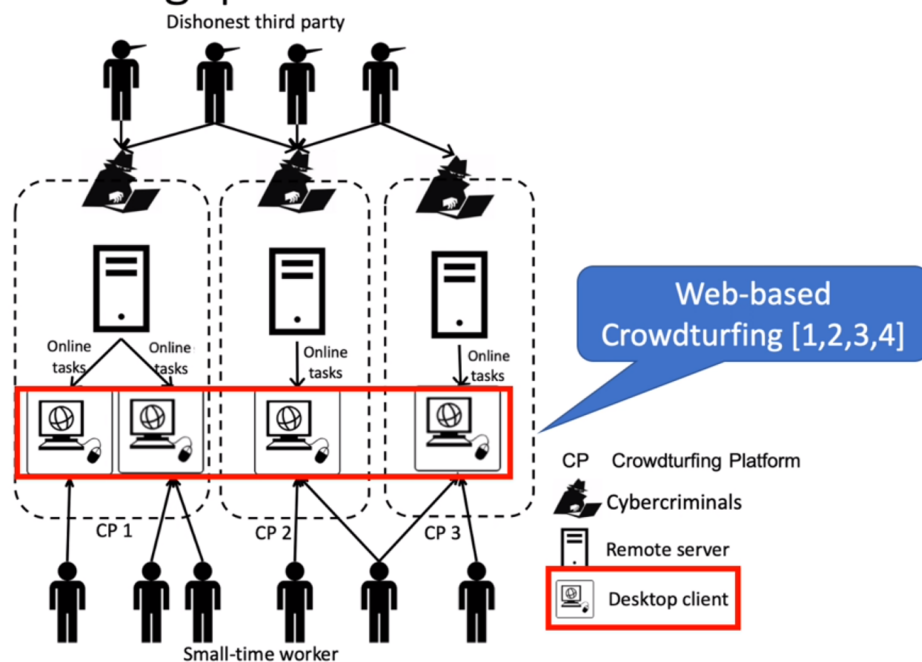 Dishonest third party
Web-based
Crowdturfing [1,2,3,4]
Online
tasks
Online
tasks
Online
tasks
Online
tasks
CP 1
CP 2
CP 3
CP Crowdturfing Platform
Cybercriminals
Remote server
Desktop client
Small-time worker